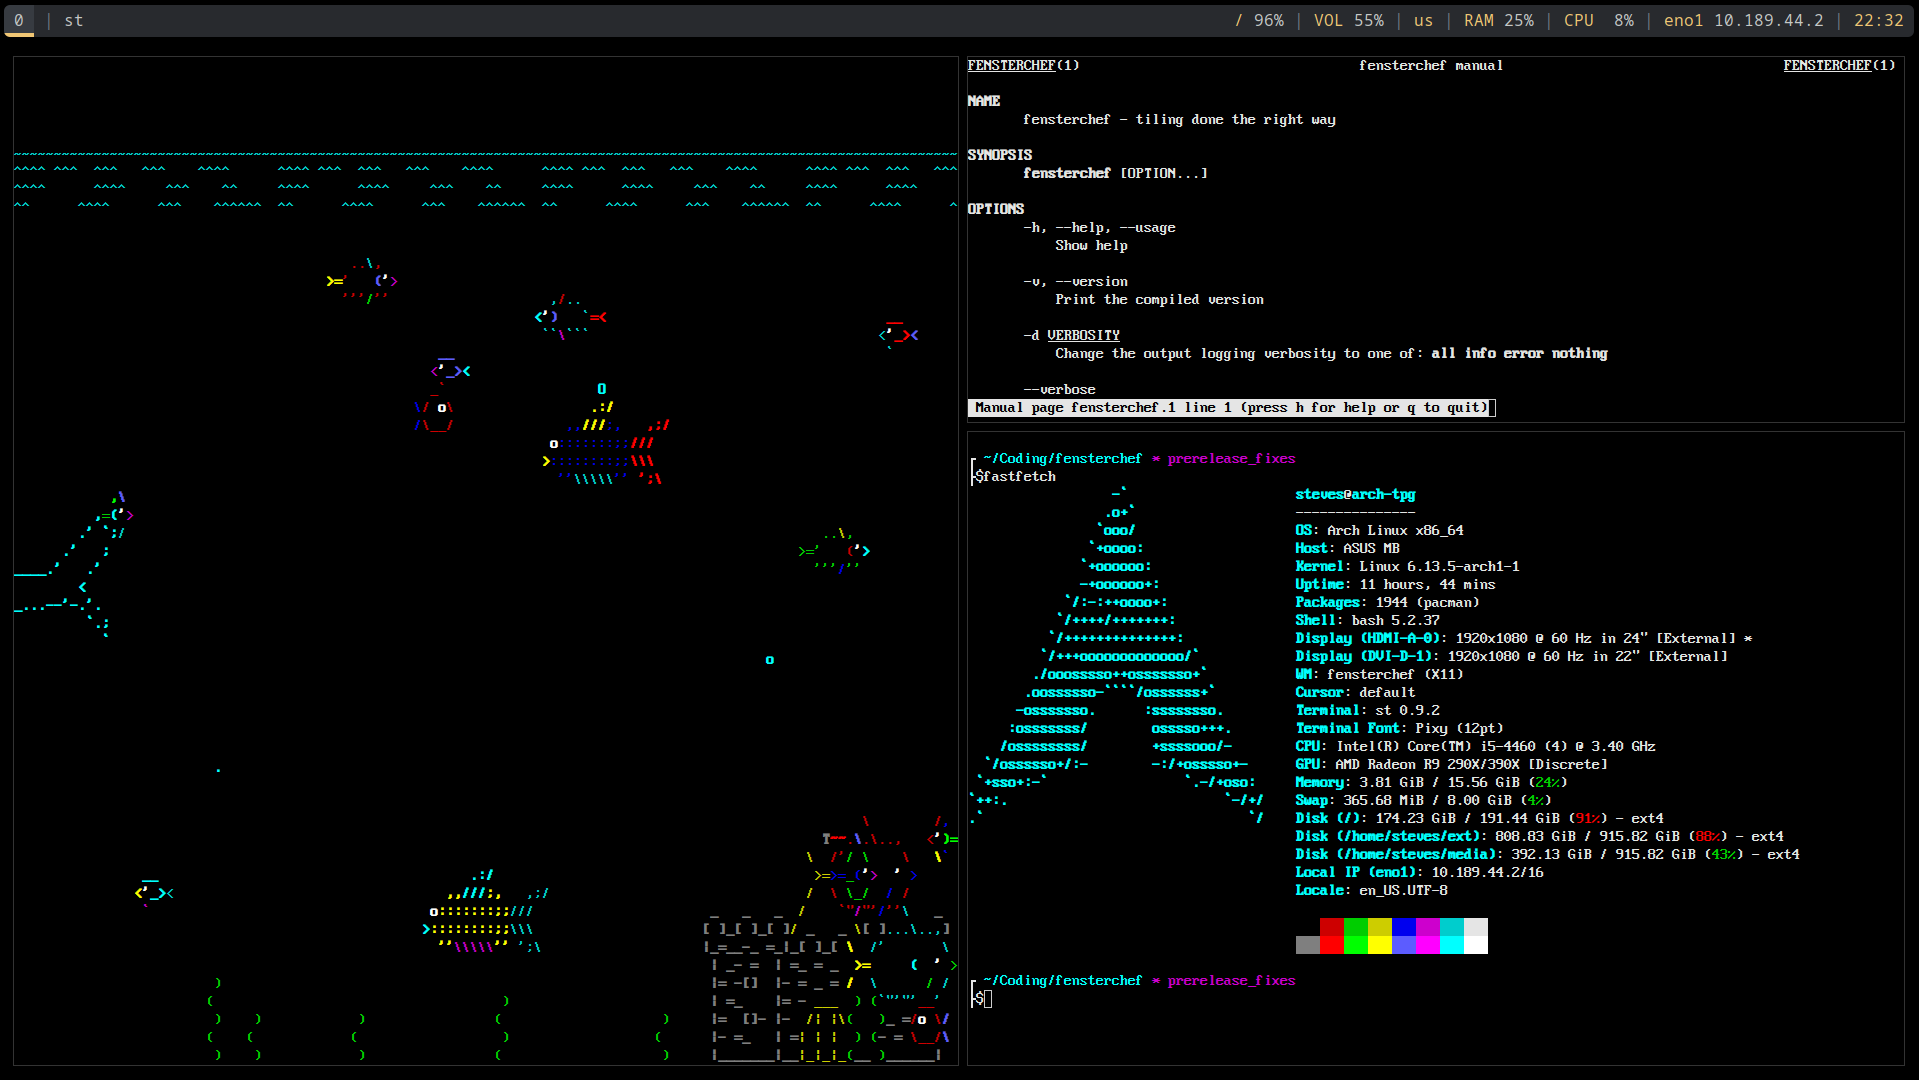 0 | st / 96% | VOL 55% | us | RAM 25% | CPU 8% | eno1 10.189.44.2 | 22:32
FENSTERCHEF(1) fensterchef manual FENSTERCHEF(1)
NAME
fensterchef - tiling done the right way
SYNOPSIS
fensterchef [OPTION...]
OPTIONS
-h, --help, --usage
Show help
-v, --version
Print the compiled version
-d VERBOSITY
Change the output logging verbosity to one of: all info error nothing
--verbose
Manual page fensterchef.1 line 1 (press h for help or q to quit)
~/Coding/fensterchef * prerelease_fixes
$fastfetch
steves@arch-tpg
---------------
OS: Arch Linux x86_64
Host: ASUS MB
Kernel: Linux 6.13.5-arch1-1
Uptime: 11 hours, 44 mins
Packages: 1944 (pacman)
Shell: bash 5.2.37
Display (HDMI-A-0): 1920x1080 @ 60 Hz in 24" [External] *
Display (DVI-D-1): 1920x1080 @ 60 Hz in 22" [External]
WM: fensterchef (X11)
Cursor: default
Terminal: st 0.9.2
Terminal Font: Pixy (12pt)
CPU: Intel(R) Core(TM) i5-4460 (4) @ 3.40 GHz
GPU: AMD Radeon R9 290X/390X [Discrete]
Memory: 3.81 GiB / 15.56 GiB (24%)
Swap: 365.68 MiB / 8.00 GiB (4%)
Disk (/): 174.23 GiB / 191.44 GiB (91%) - ext4
Disk (/home/steves/ext): 808.83 GiB / 915.82 GiB (88%) - ext4
Disk (/home/steves/media): 392.13 GiB / 915.82 GiB (43%) - ext4
Local IP (eno1): 10.189.44.2/16
Locale: en_US.UTF-8
~/Coding/fensterchef * prerelease_fixes
$